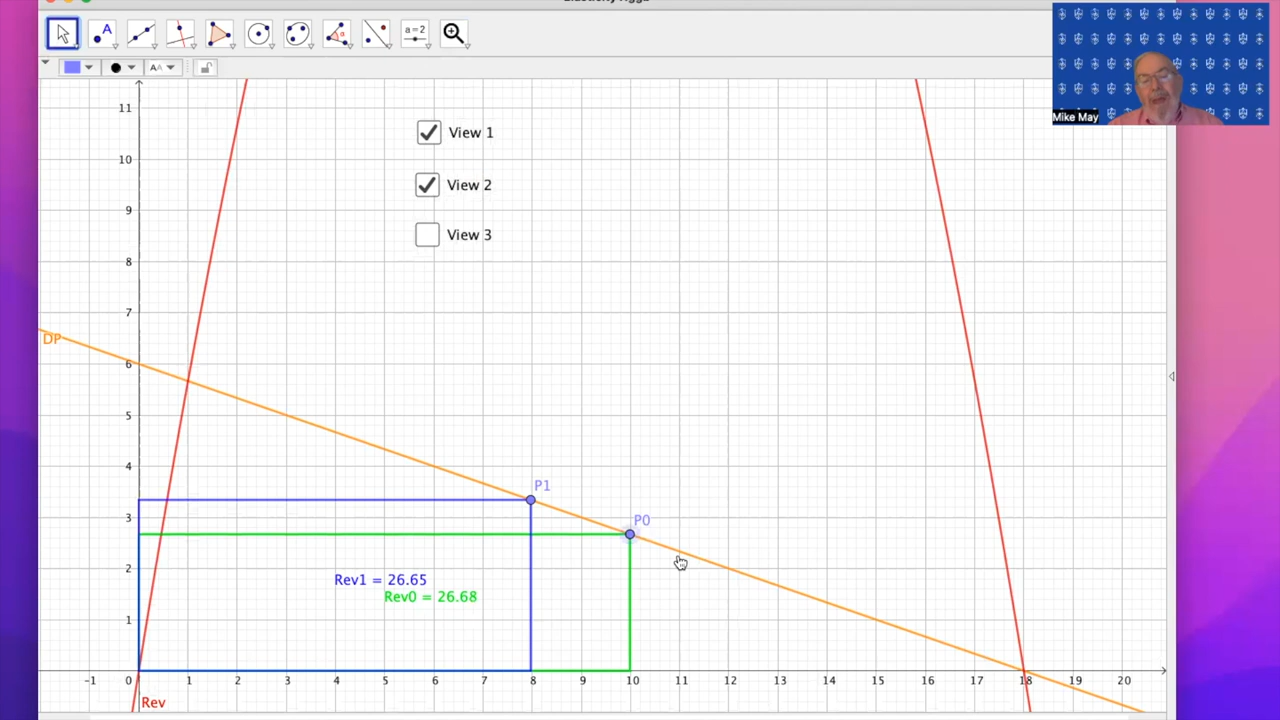 A
α
a = 2
AA
Mike May
View 1
View 2
View 3
11
10
9
8
7
6
5
4
3
2
1
DP
P1
P0
Rev1 = 26.65
Rev0 = 26.68
-1 0 1 2 3 4 5 6 7 8 9 10 11 12 13 14 15 16 17 18 19 20
Rev